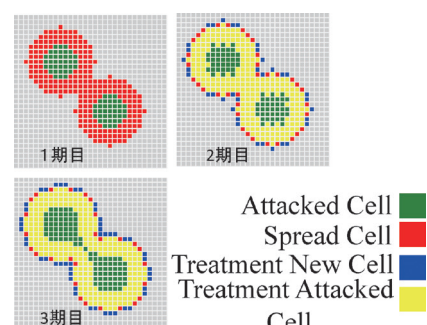 1期目
2期目
3期目
Attacked Cell
Spread Cell
Treatment New Cell
Treatment Attacked
Cell